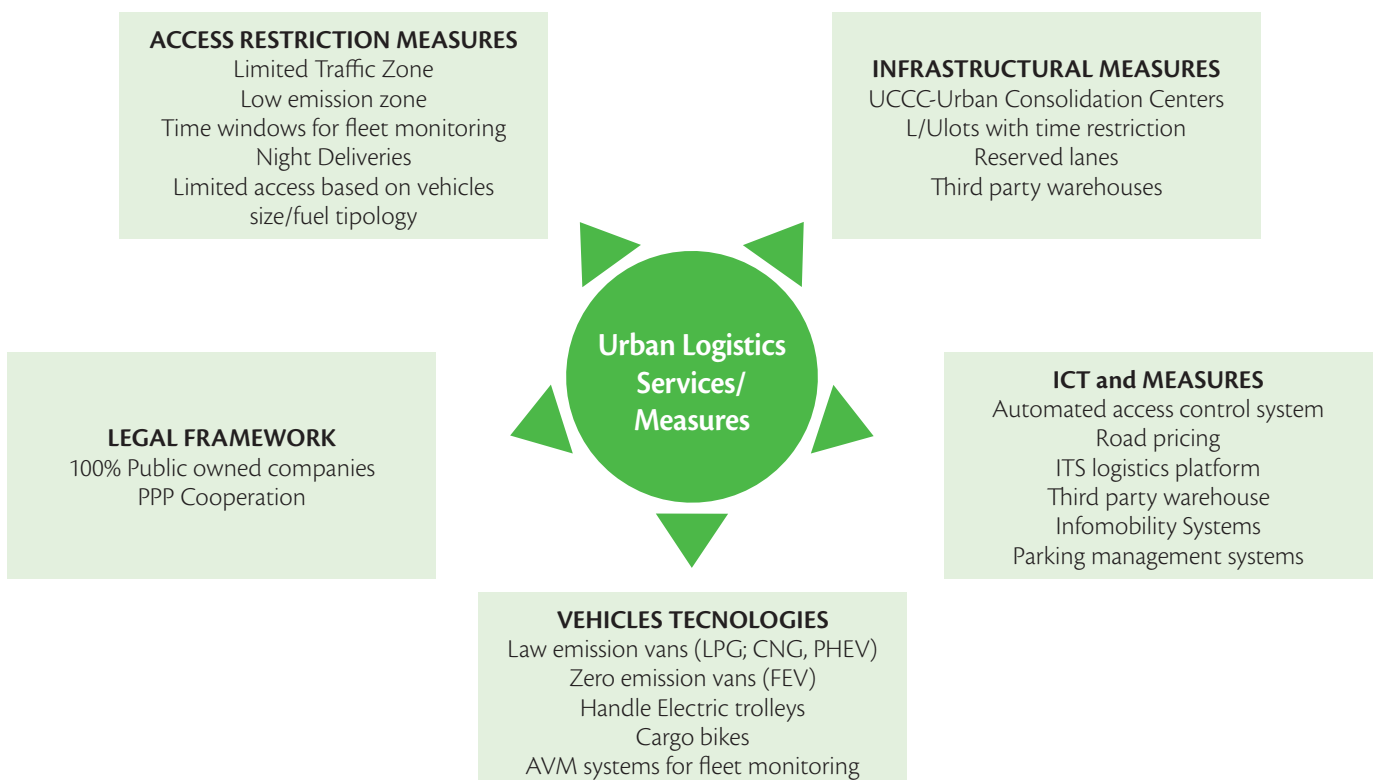 ACCESS RESTRICTION MEASURES
Limited Traffic Zone
Low emission zone
Time windows for fleet monitoring
Night Deliveries
Limited access based on vehicles
size/fuel tipology
INFRASTRUCTURAL MEASURES
UCCC-Urban Consolidation Centers
L/Ulots with time restriction
Reserved lanes
Third party warehouses
Urban Logistics
Services/
Measures
LEGAL FRAMEWORK
100% Public owned companies
PPP Cooperation
ICT and MEASURES
Automated access control system
Road pricing
ITS logistics platform
Third party warehouse
Infomobility Systems
Parking management systems
VEHICLES TECNOLOGIES
Law emission vans (LPG; CNG, PHEV)
Zero emission vans (FEV)
Handle Electric trolleys
Cargo bikes
AVM systems for fleet monitoring